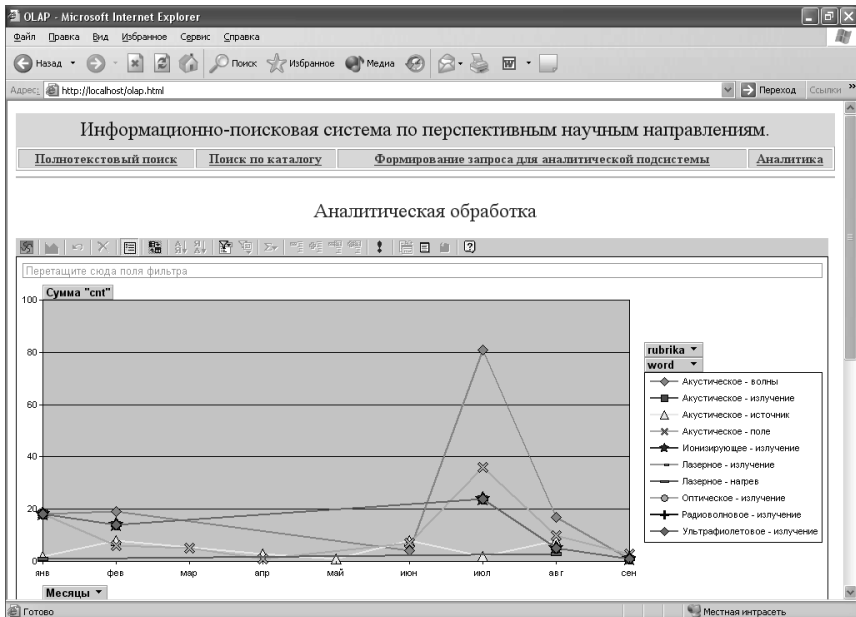 OLAP - Microsoft Internet Explorer
Файл Правка Вид Избранное Сервис Справка
Назад Поиск Избранное Медиа
Адрес: http://localhost/olap.html Переход Ссылки »
Информационно-поисковая система по перспективным научным направлениям.
Полнотекстовый поиск Поиск по каталогу Формирование запроса для аналитической подсистемы Аналитика
Аналитическая обработка
Перетащите сюда поля фильтра
Сумма "cnt"
100
80
60
40
20
0
янв фев мар апр май июн июл авг сен
Месяцы
rubrika
word
Акустическое - волны
Акустическое - излучение
Акустическое - источник
Акустическое - поле
Ионизирующее - излучение
Лазерное - излучение
Лазерное - нагрев
Оптическое - излучение
Радиоволновое - излучение
Ультрафиолетовое - излучение
Готово Местная интрасеть